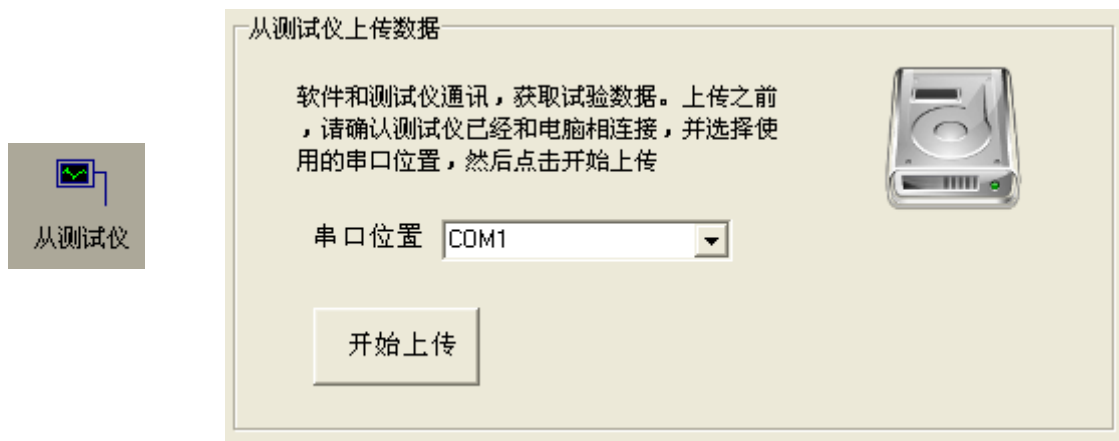 从测试仪上传数据
软件和测试仪通讯，获取试验数据。上传之前
，请确认测试仪已经和电脑相连接，并选择使
用的串口位置，然后点击开始上传
从测试仪
串口位置 COM1
开始上传